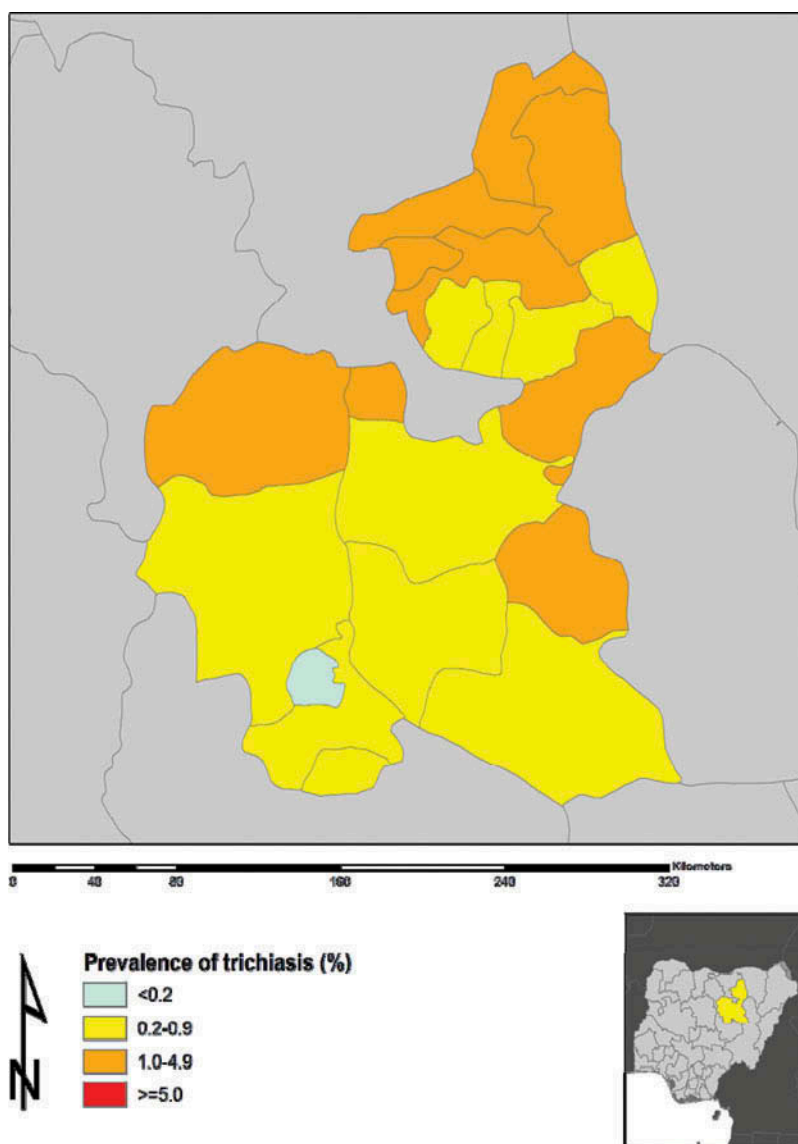 Kilometers
0 40 80 160 240 320
Prevalence of trichiasis (%)
<0.2
0.2-0.9
1.0-4.9
>=5.0
N